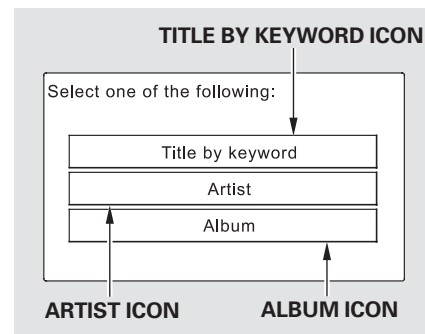 TITLE BY KEYWORD ICON
Select one of the following:
Title by keyword
Artist
Album
ARTIST ICON
ALBUM ICON